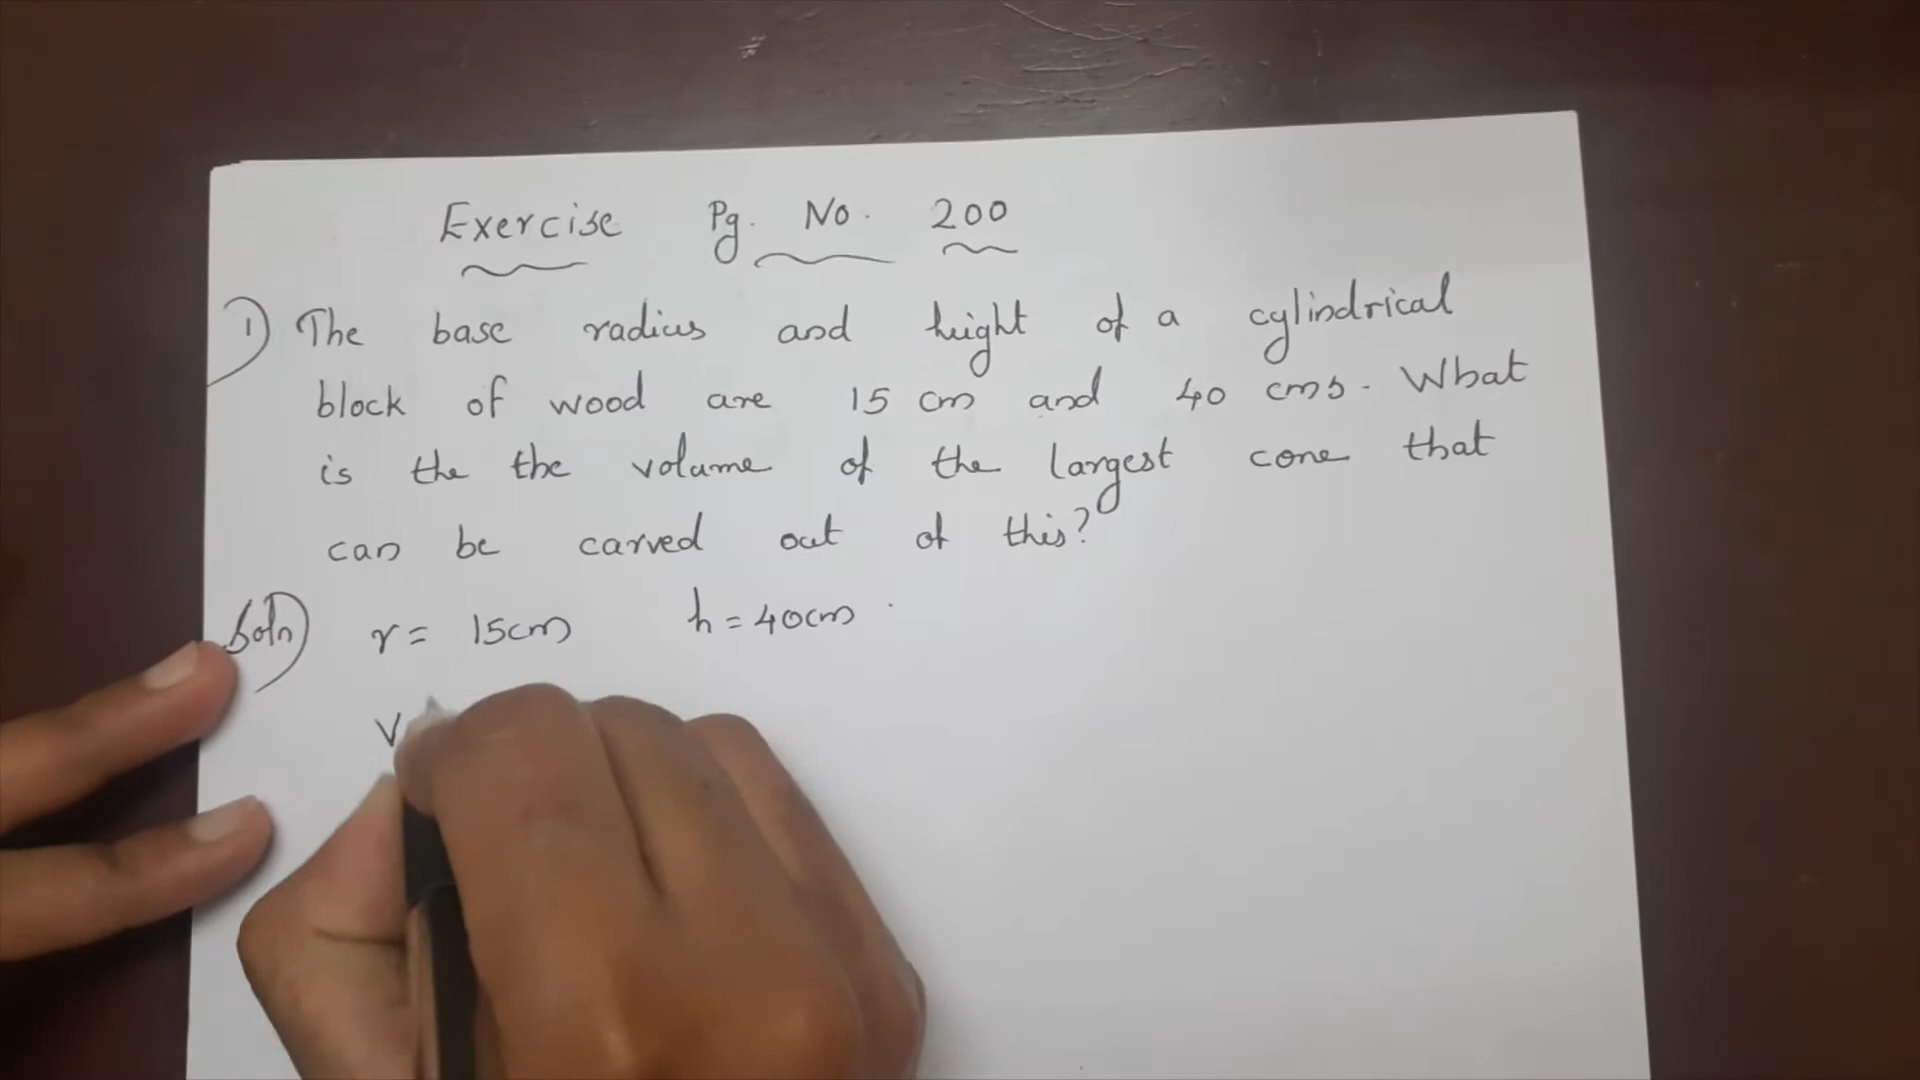 Exercise Pg. No. 200
1) The base radius and height of a cylindrical
block of wood are 15 cm and 40 cms. What
is the the volume of the largest cone that
can be carved out of this?
Soln) r = 15cm h = 40cm.
V